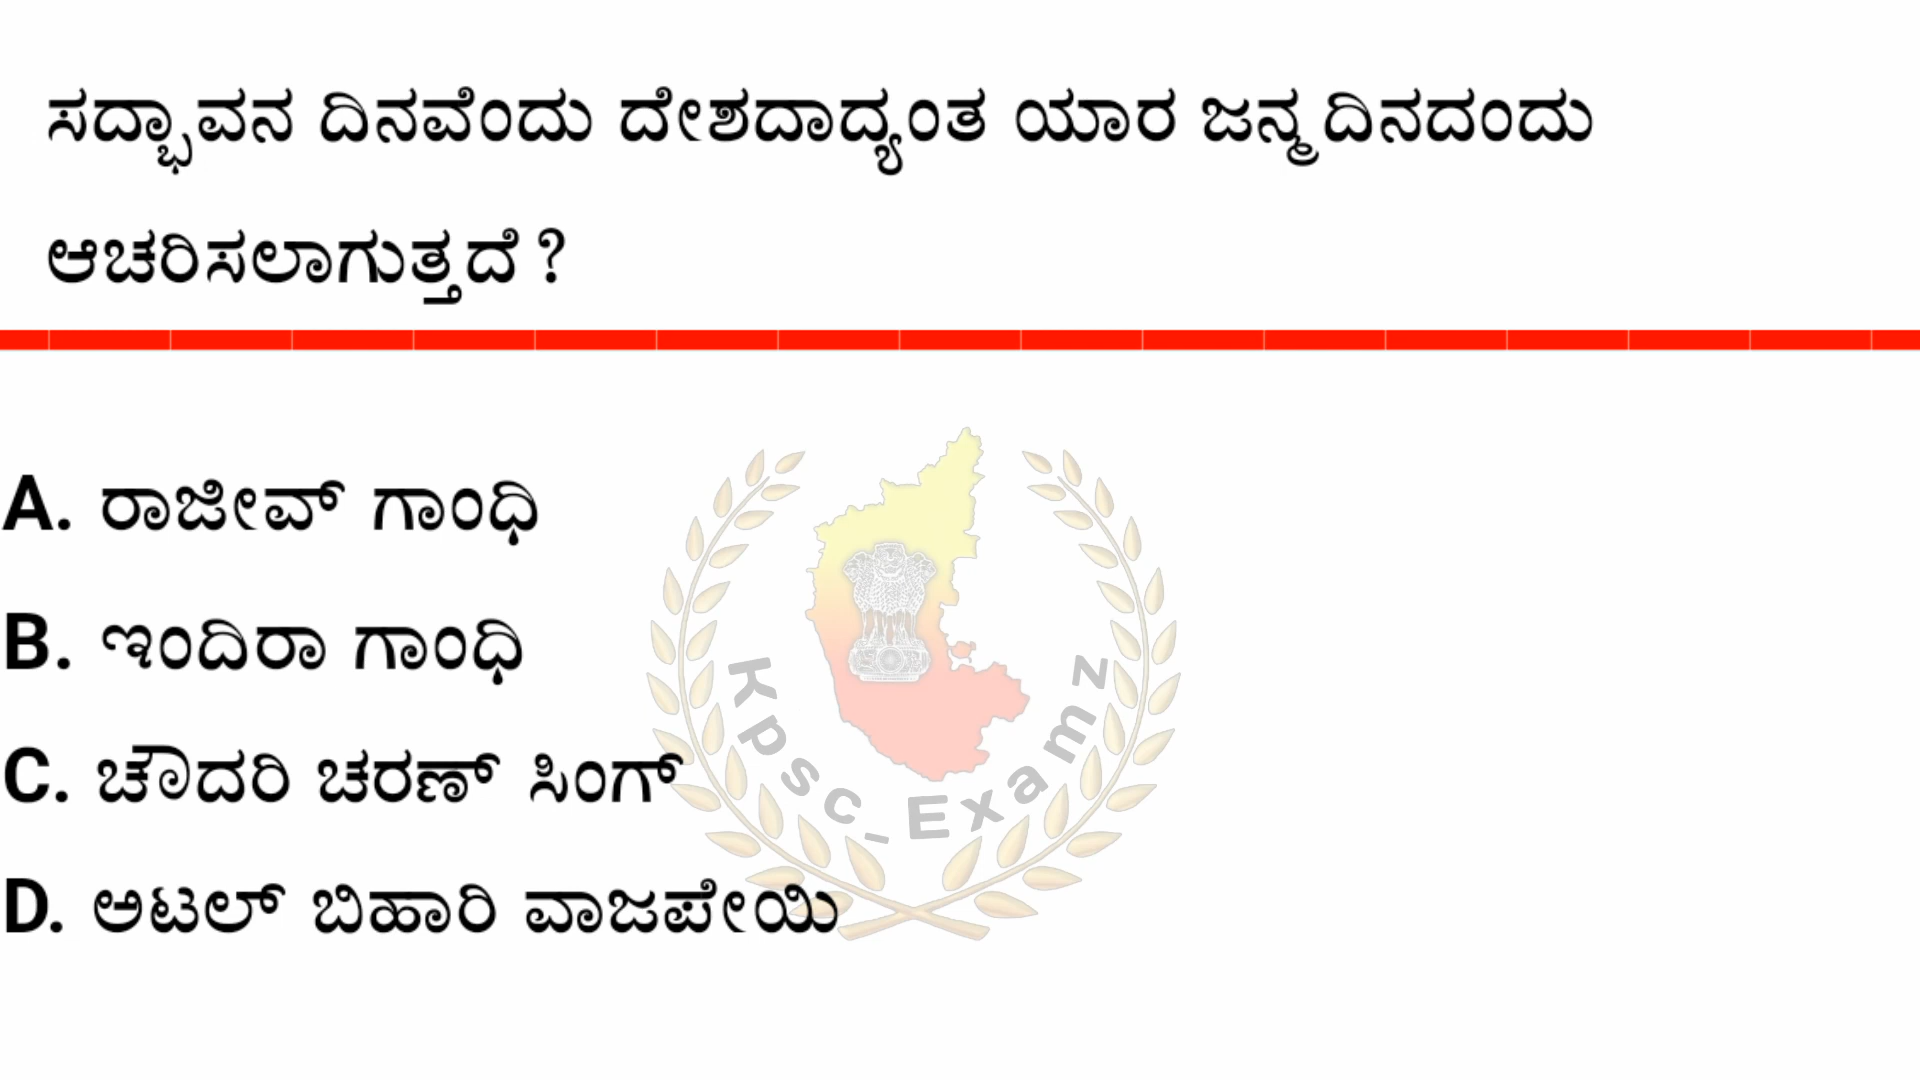 ಸದ್ಭಾವನ ದಿನವೆಂದು ದೇಶದಾದ್ಯಂತ ಯಾರ ಜನ್ಮದಿನದಂದು
ಆಚರಿಸಲಾಗುತ್ತದೆ ?
A. ರಾಜೀವ್ ಗಾಂಧಿ
B. ಇಂದಿರಾ ಗಾಂಧಿ
C. ಚೌದರಿ ಚರಣ್ ಸಿಂಗ್
D. ಅಟಲ್ ಬಿಹಾರಿ ವಾಜಪೇಯಿ
Kpsc_Examz